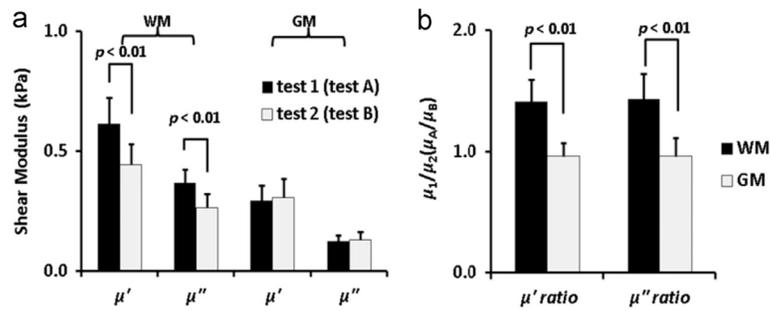 a
WM
GM
Shear Modulus (kPa)
1.0
0.5
0.0
p < 0.01
p < 0.01
test 1 (test A)
test 2 (test B)
μ′
μ″
μ′
μ″
b
μ₁/μ₂(μA/μB)
2.0
1.0
0.0
p < 0.01
p < 0.01
WM
GM
μ′ ratio
μ″ ratio